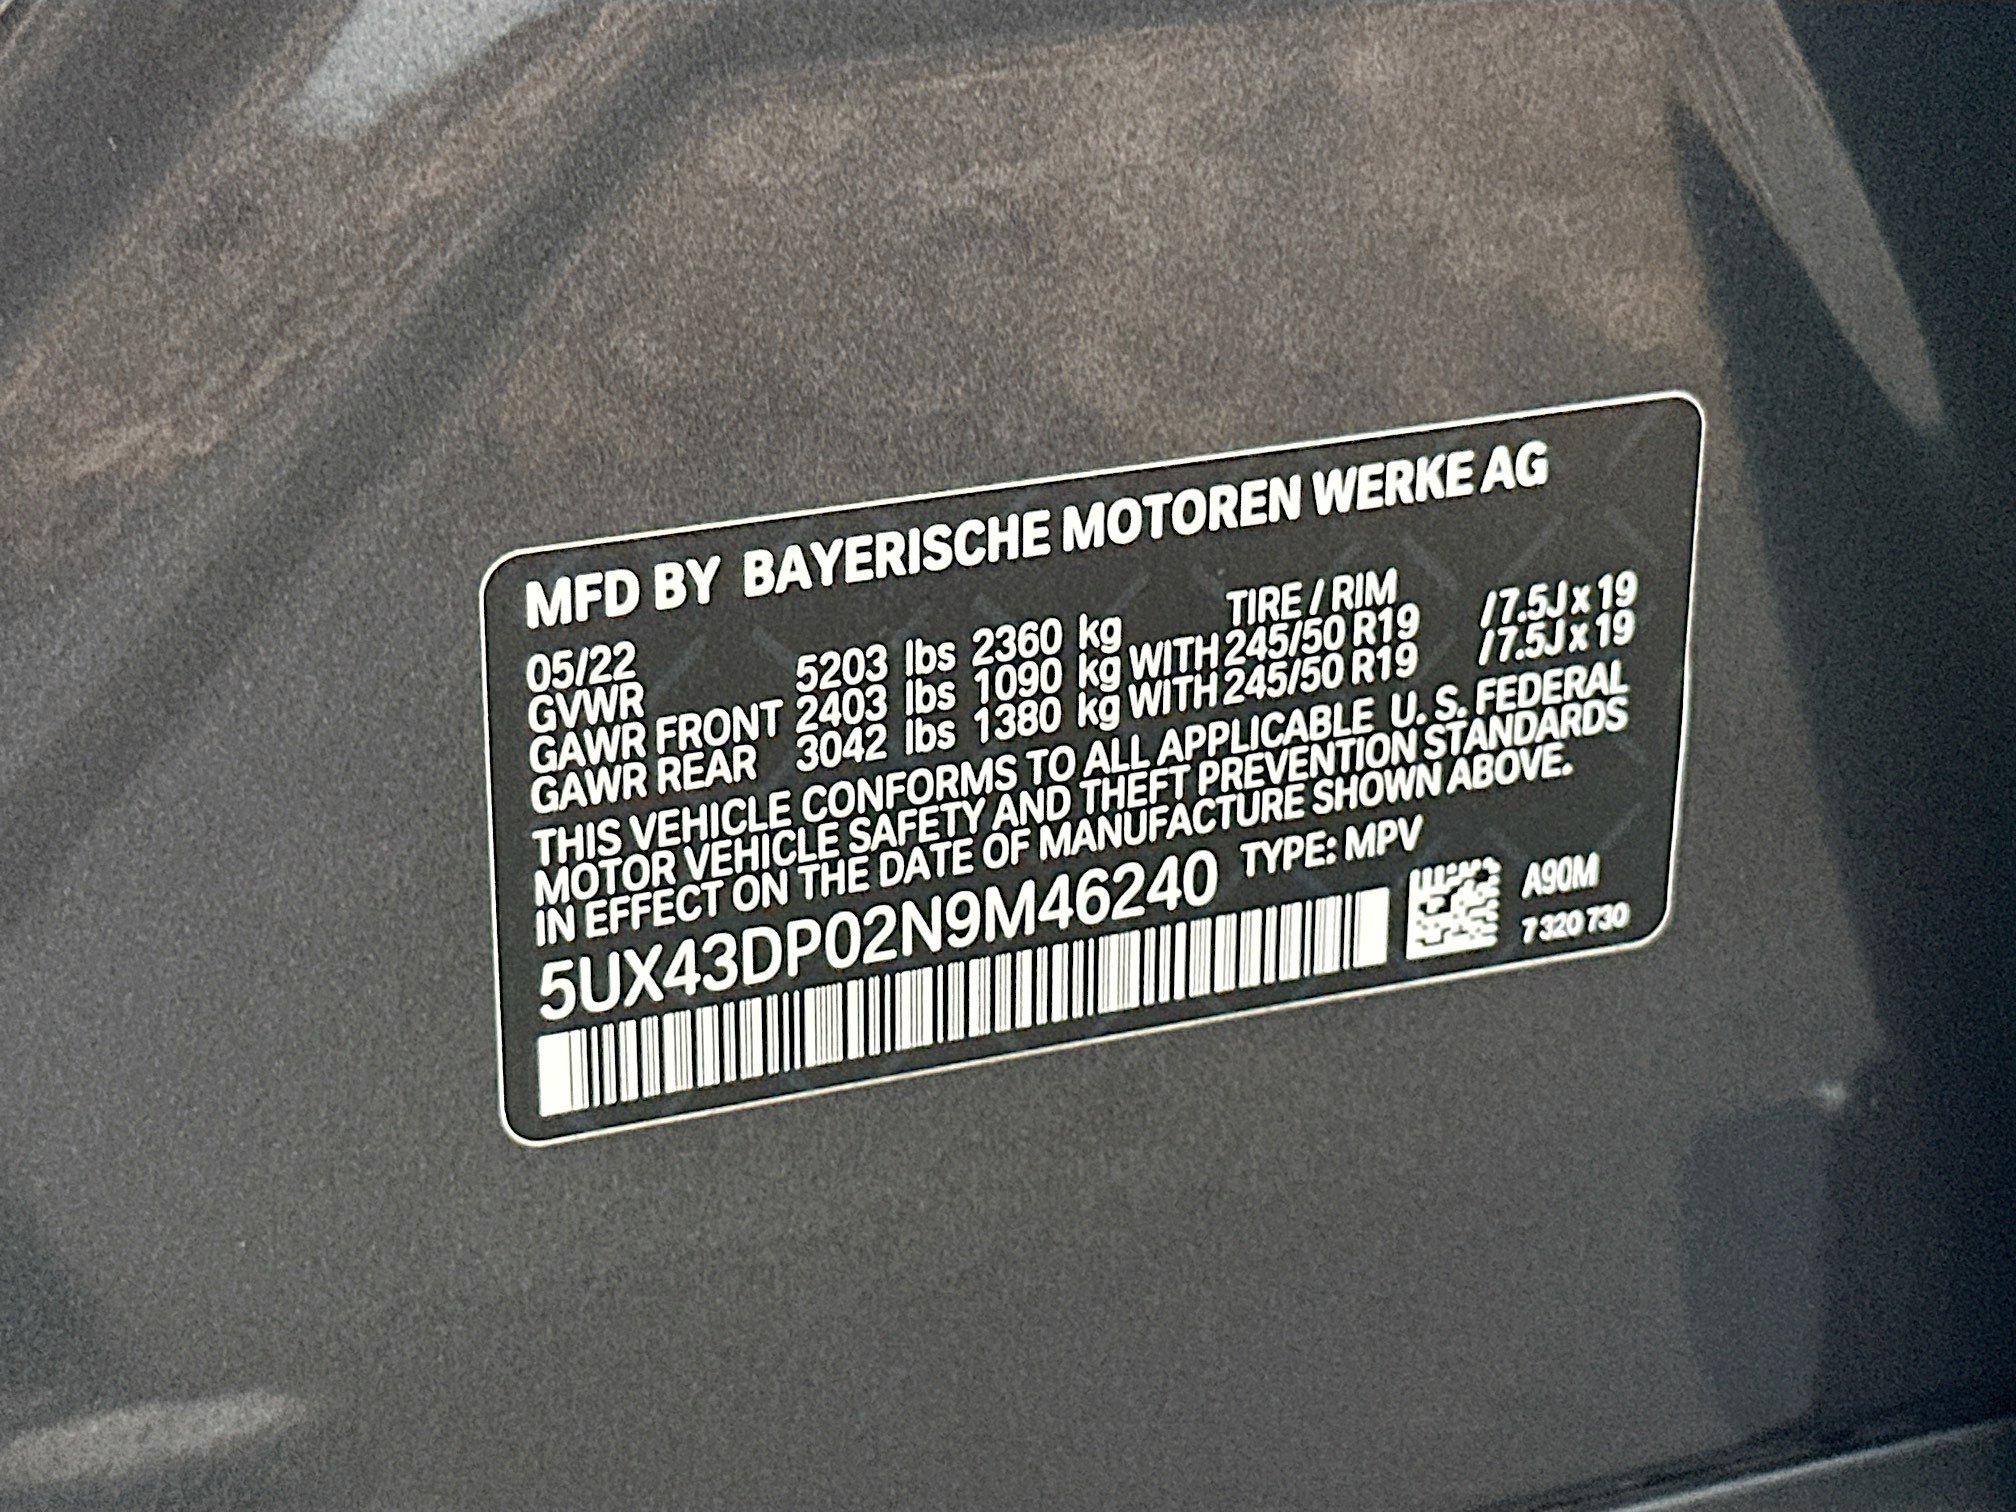 MFD BY BAYERISCHE MOTOREN WERKE AG
TIRE / RIM
05/22
GVWR 5203 lbs 2360 kg
GAWR FRONT 2403 lbs 1090 kg WITH 245/50 R19 /7.5J x 19
GAWR REAR 3042 lbs 1380 kg WITH 245/50 R19 /7.5J x 19
THIS VEHICLE CONFORMS TO ALL APPLICABLE U. S. FEDERAL
MOTOR VEHICLE SAFETY AND THEFT PREVENTION STANDARDS
IN EFFECT ON THE DATE OF MANUFACTURE SHOWN ABOVE.
5UX43DP02N9M46240 TYPE: MPV
A90M
7 320 730